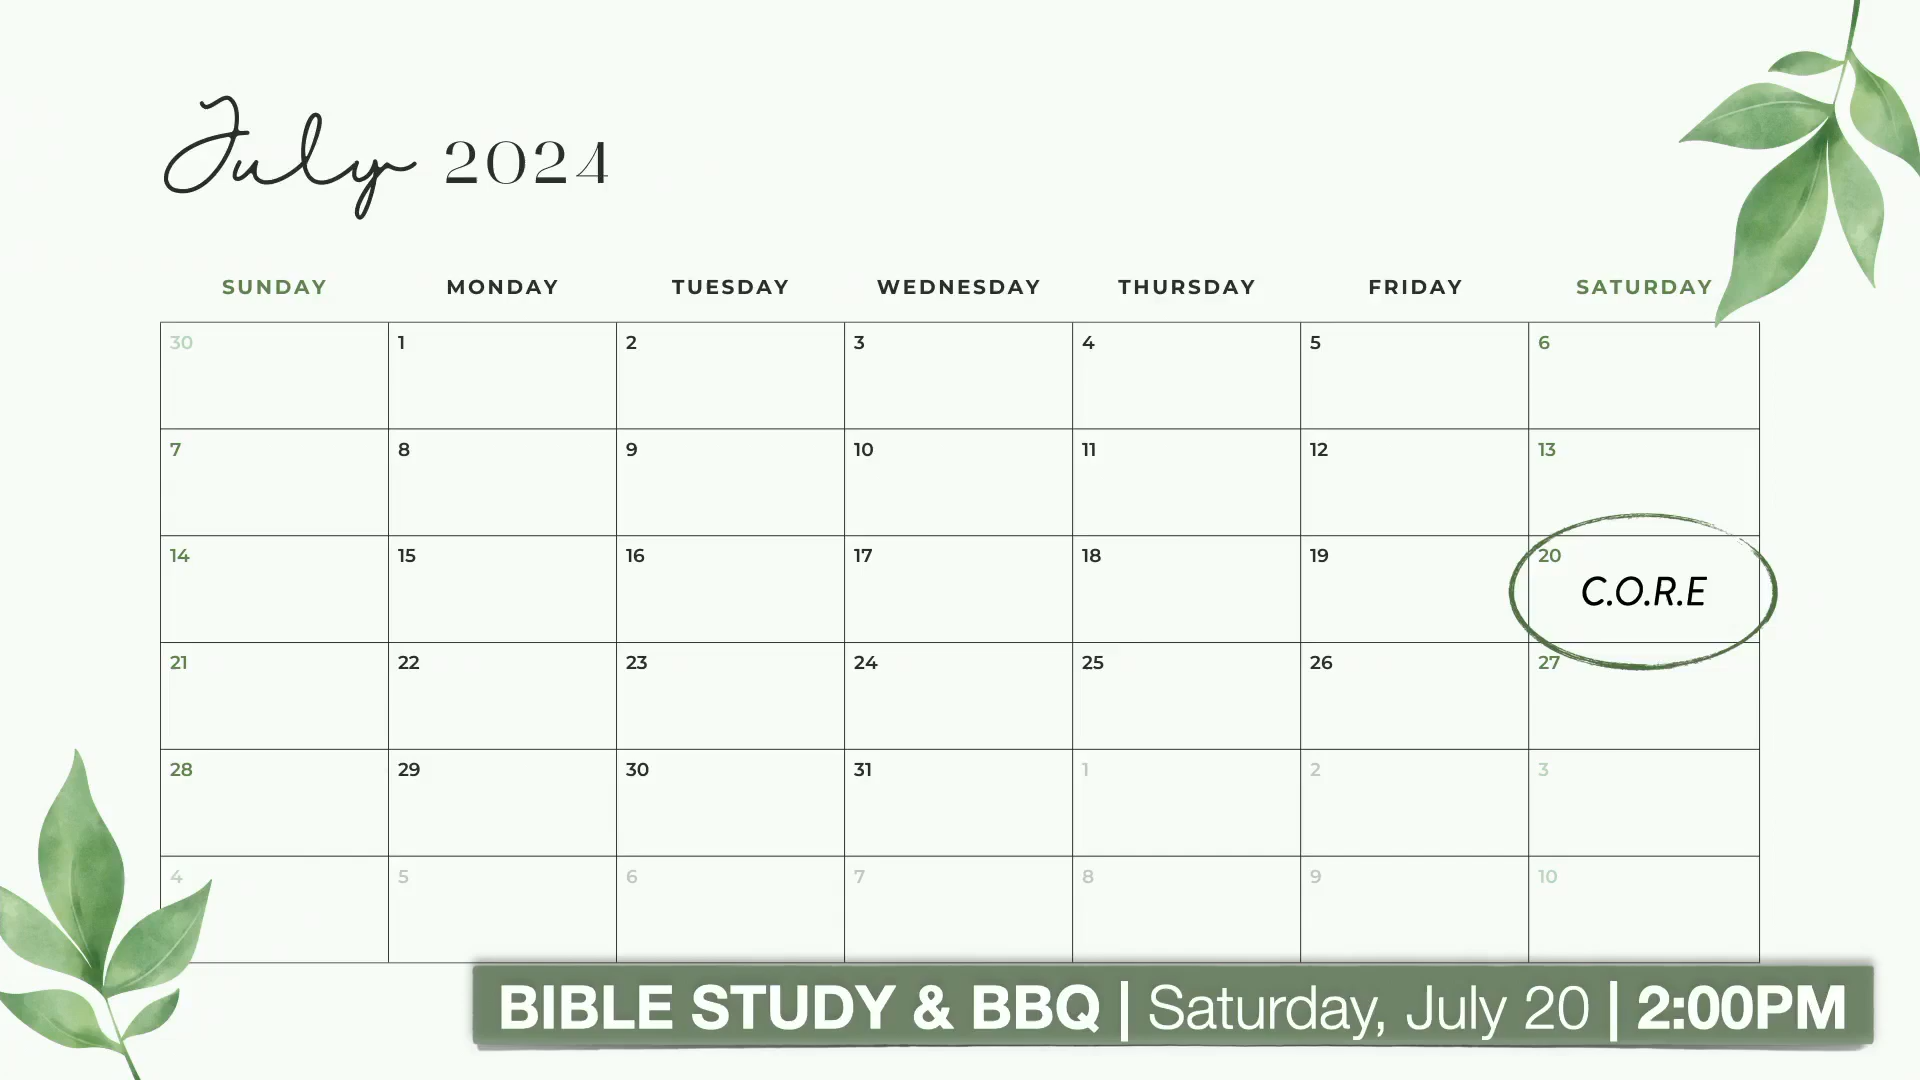 July 2024
SUNDAY MONDAY TUESDAY WEDNESDAY THURSDAY FRIDAY SATURDAY
30 1 2 3 4 5 6
7 8 9 10 11 12 13
14 15 16 17 18 19 20
C.O.R.E
21 22 23 24 25 26 27
28 29 30 31 1 2 3
4 5 6 7 8 9 10
BIBLE STUDY & BBQ | Saturday, July 20 | 2:00PM